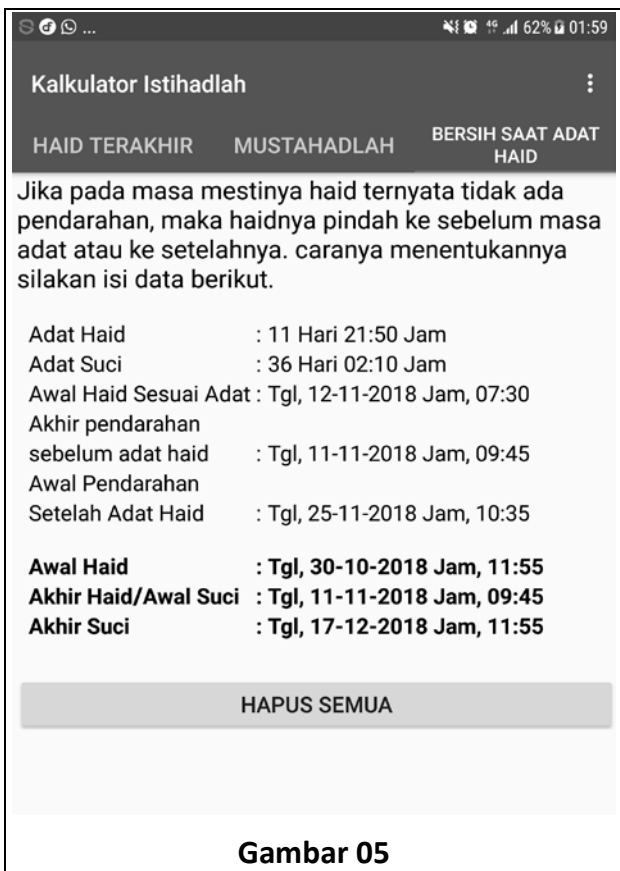 ... 62% 01:59
Kalkulator Istihadlah
HAID TERAKHIR MUSTAHADLAH BERSIH SAAT ADAT HAID
Jika pada masa mestinya haid ternyata tidak ada
pendarahan, maka haidnya pindah ke sebelum masa
adat atau ke setelahnya. caranya menentukannya
silakan isi data berikut.
Adat Haid : 11 Hari 21:50 Jam
Adat Suci : 36 Hari 02:10 Jam
Awal Haid Sesuai Adat : Tgl, 12-11-2018 Jam, 07:30
Akhir pendarahan
sebelum adat haid : Tgl, 11-11-2018 Jam, 09:45
Awal Pendarahan
Setelah Adat Haid : Tgl, 25-11-2018 Jam, 10:35
Awal Haid : Tgl, 30-10-2018 Jam, 11:55
Akhir Haid/Awal Suci : Tgl, 11-11-2018 Jam, 09:45
Akhir Suci : Tgl, 17-12-2018 Jam, 11:55
HAPUS SEMUA
Gambar 05